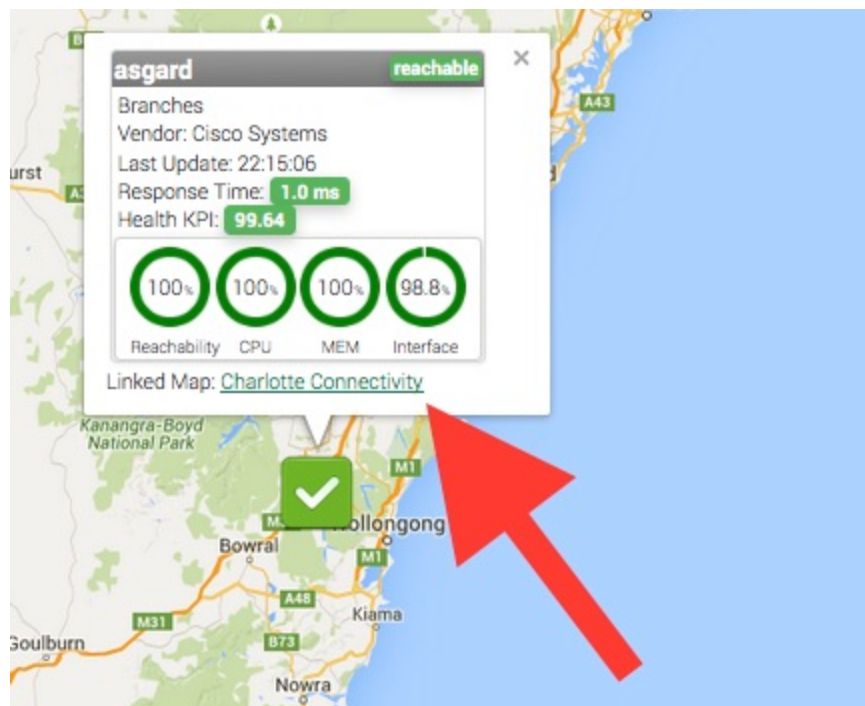 asgard reachable
Branches
Vendor: Cisco Systems
Last Update: 22:15:06
Response Time: 1.0 ms
Health KPI: 99.64
100% 100% 100% 98.8%
Reachability CPU MEM Interface
Linked Map: Charlotte Connectivity
A43
Kanangra-Boyd
National Park
M1
Bowral
M1
A48
Kiama
M31
B73
Goulburn
Nowra